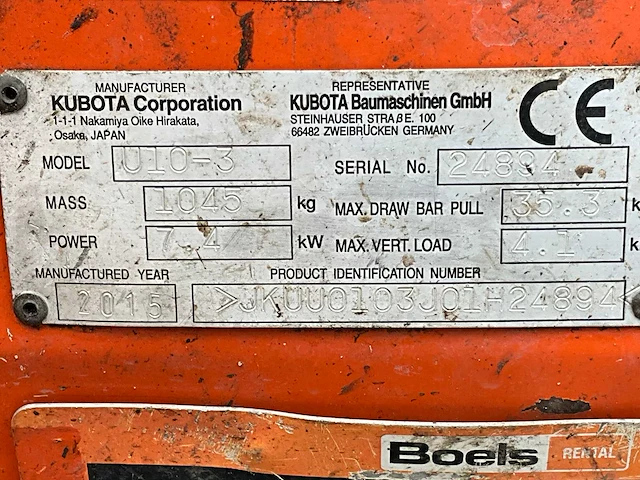 MANUFACTURER
KUBOTA Corporation
1-1-1 Nakamiya Oike Hirakata,
Osaka, JAPAN
REPRESENTATIVE
KUBOTA Baumaschinen GmbH
STEINHAUSER STRAßE. 100
66482 ZWEIBRÜCKEN GERMANY
CE
MODEL U10-3
SERIAL No. 24894
MASS 1045 kg
MAX. DRAW BAR PULL 35.3 k
POWER 7.4 kW
MAX. VERT. LOAD 4.1 k
MANUFACTURED YEAR
2015
PRODUCT IDENTIFICATION NUMBER
>JKUU0103J01H24894<
Boels RENTAL